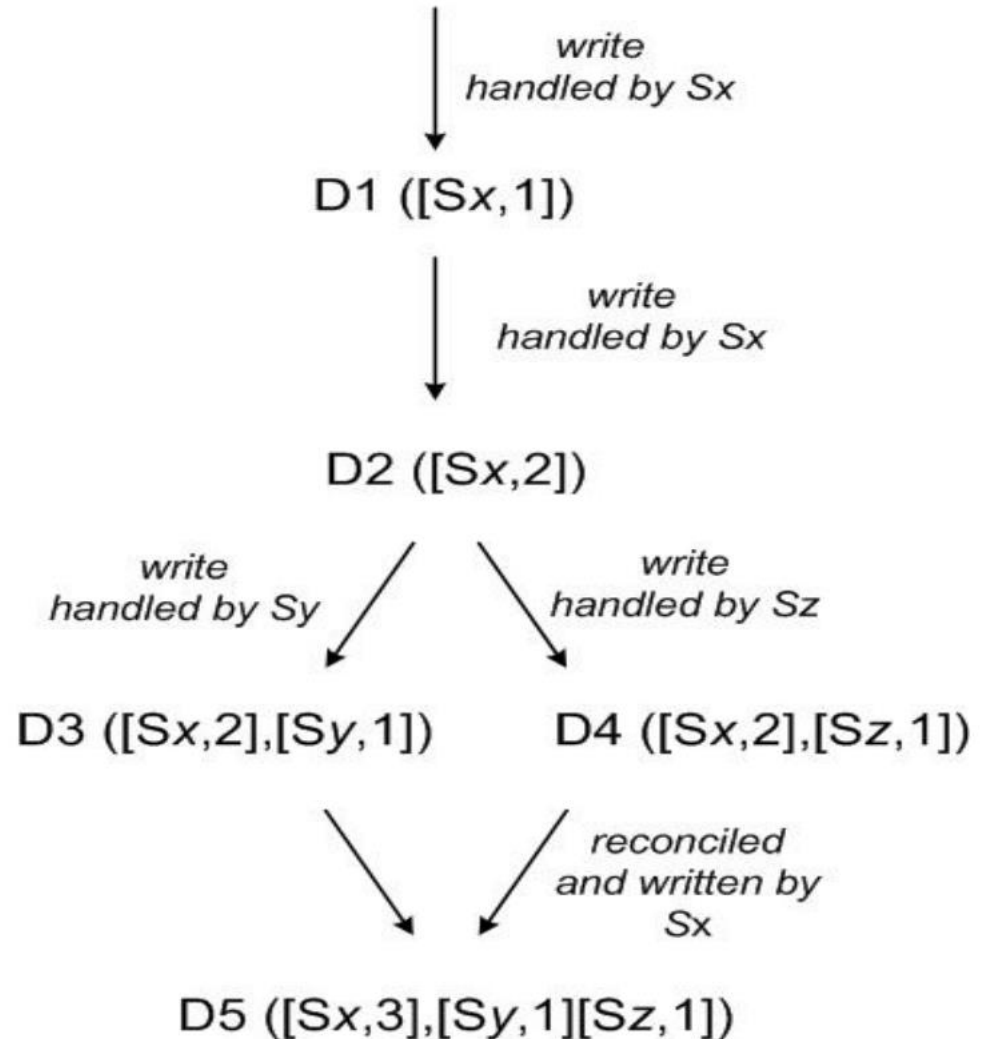 write
handled by Sx
D1 ([Sx,1])
write
handled by Sx
D2 ([Sx,2])
write
handled by Sy
write
handled by Sz
D3 ([Sx,2],[Sy,1])
D4 ([Sx,2],[Sz,1])
reconciled
and written by
Sx
D5 ([Sx,3],[Sy,1][Sz,1])